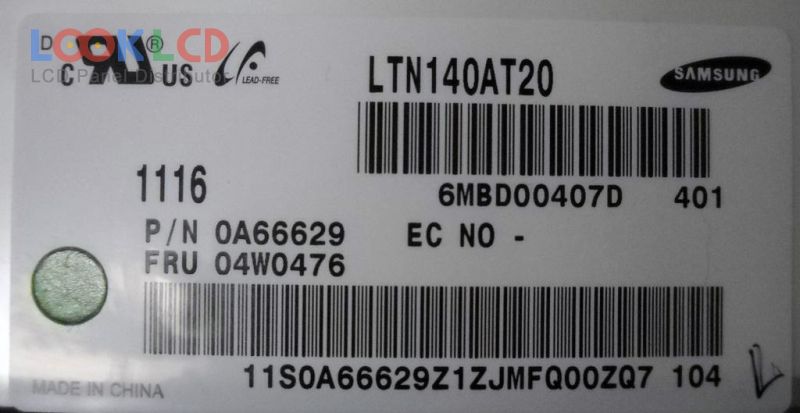 D
LOOKLCD
LCD Panel Distributor
C US ®
LEAD-FREE
LTN140AT20
SAMSUNG
1116
6MBD00407D 401
P/N 0A66629 EC NO -
FRU 04W0476
11S0A66629Z1ZJMFQ00ZQ7 104
MADE IN CHINA